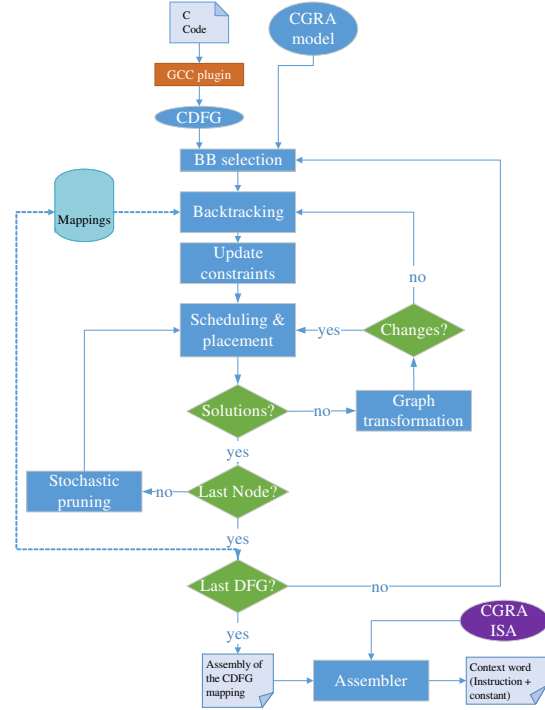 C
Code
CGRA
model
GCC plugin
CDFG
BB selection
Mappings
Backtracking
Update
constraints
no
Scheduling &
placement
yes
Changes?
Solutions?
no
Graph
transformation
yes
Stochastic
pruning
no
Last Node?
yes
Last DFG?
no
yes
CGRA
ISA
Assembly of
the CDFG
mapping
Assembler
Context word
(Instruction +
constant)